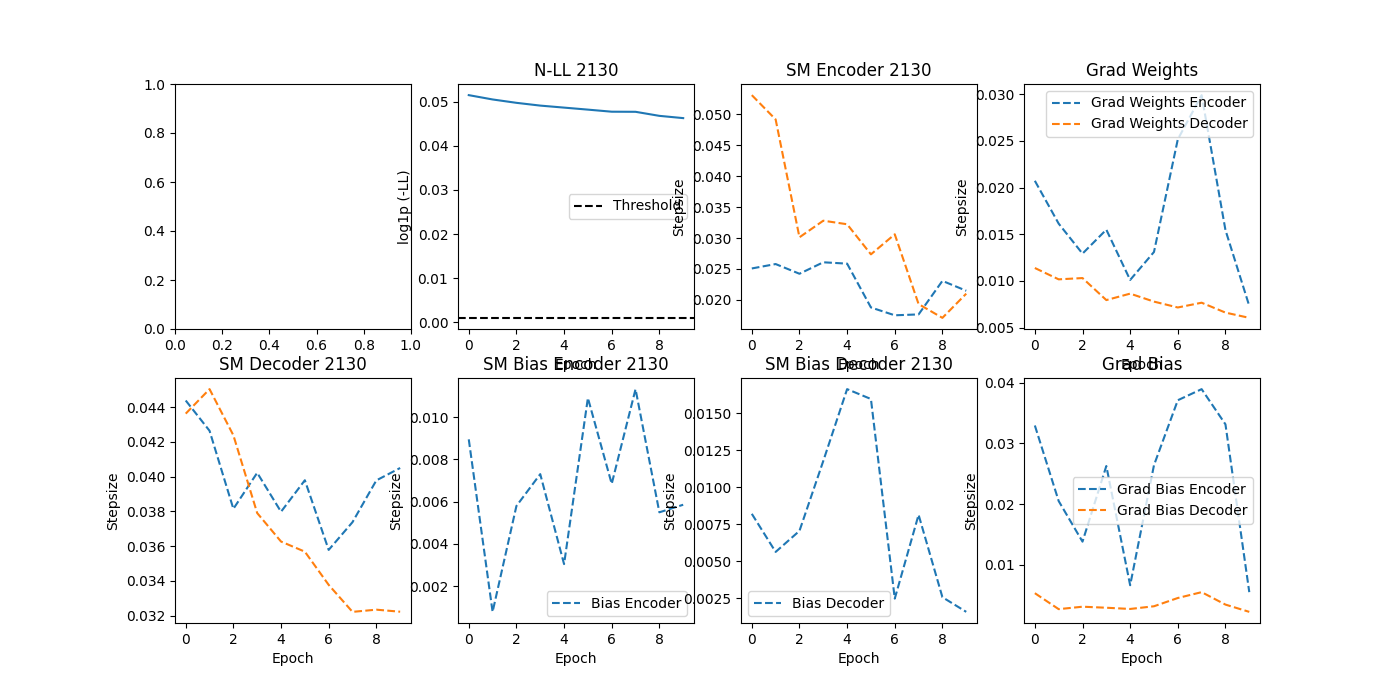 N-LL 2130
SM Encoder 2130
Grad Weights
1.0
0.8
0.6
0.4
0.2
0.0
0.0 0.2 0.4 0.6 0.8 1.0
log1p (-LL)
0.05
0.04
0.03
0.02
0.01
0.00
Threshold
0 2 4 6 8
Epoch
Stepsize
0.050
0.045
0.040
0.035
0.030
0.025
0.020
0 2 4 6 8
Epoch
Stepsize
0.030
0.025
0.020
0.015
0.010
0.005
Grad Weights Encoder
Grad Weights Decoder
0 2 4 6 8
Epoch
SM Decoder 2130
SM Bias Encoder 2130
SM Bias Decoder 2130
Grad Bias
Stepsize
0.044
0.042
0.040
0.038
0.036
0.034
0.032
0 2 4 6 8
Epoch
Stepsize
0.010
0.008
0.006
0.004
0.002
Bias Encoder
0 2 4 6 8
Epoch
Stepsize
0.0150
0.0125
0.0100
0.0075
0.0050
0.0025
Bias Decoder
0 2 4 6 8
Epoch
Stepsize
0.04
0.03
0.02
0.01
Grad Bias Encoder
Grad Bias Decoder
0 2 4 6 8
Epoch